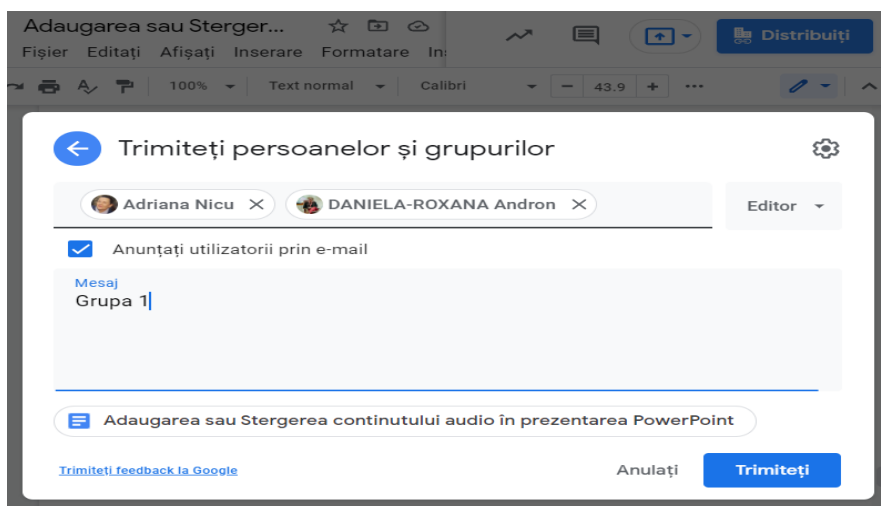 Adaugarea sau Sterger...
Distribuiți
Fișier Editați Afișați Inserare Formatare In
100% Text normal Calibri - 43.9 + ...
Trimiteți persoanelor și grupurilor
Adriana Nicu DANIELA-ROXANA Andron Editor
Anunțați utilizatorii prin e-mail
Mesaj
Grupa 1
Adaugarea sau Stergerea continutului audio în prezentarea PowerPoint
Trimiteți feedback la Google Anulați Trimiteți